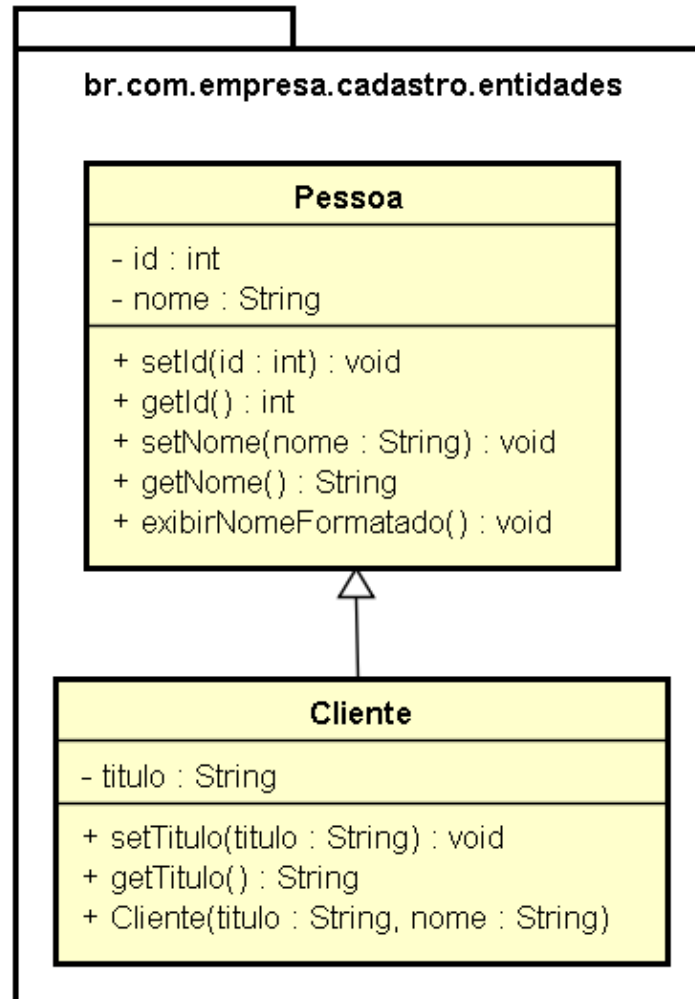 br.com.empresa.cadastro.entidades
Pessoa
- id : int
- nome : String
+ setId(id : int) : void
+ getId() : int
+ setNome(nome : String) : void
+ getNome() : String
+ exibirNomeFormatado() : void
Cliente
- titulo : String
+ setTitulo(titulo : String) : void
+ getTitulo() : String
+ Cliente(titulo : String, nome : String)